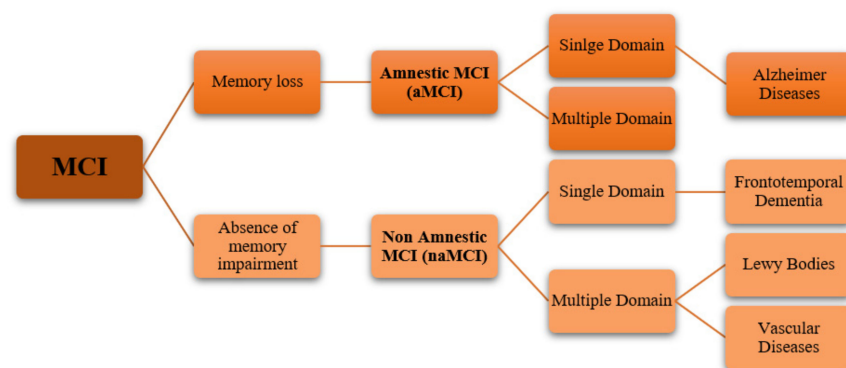 MCI
Memory loss
Amnestic MCI
(aMCI)
Sinlge Domain
Alzheimer
Diseases
Multiple Domain
Absence of
memory
impairment
Non Amnestic
MCI (naMCI)
Single Domain
Frontotemporal
Dementia
Multiple Domain
Lewy Bodies
Vascular
Diseases